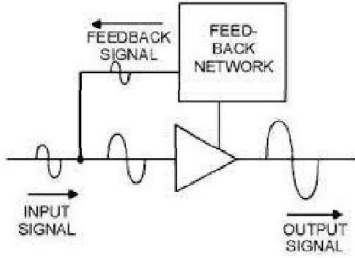 FEEDBACK
SIGNAL
FEED-
BACK
NETWORK
INPUT
SIGNAL
OUTPUT
SIGNAL